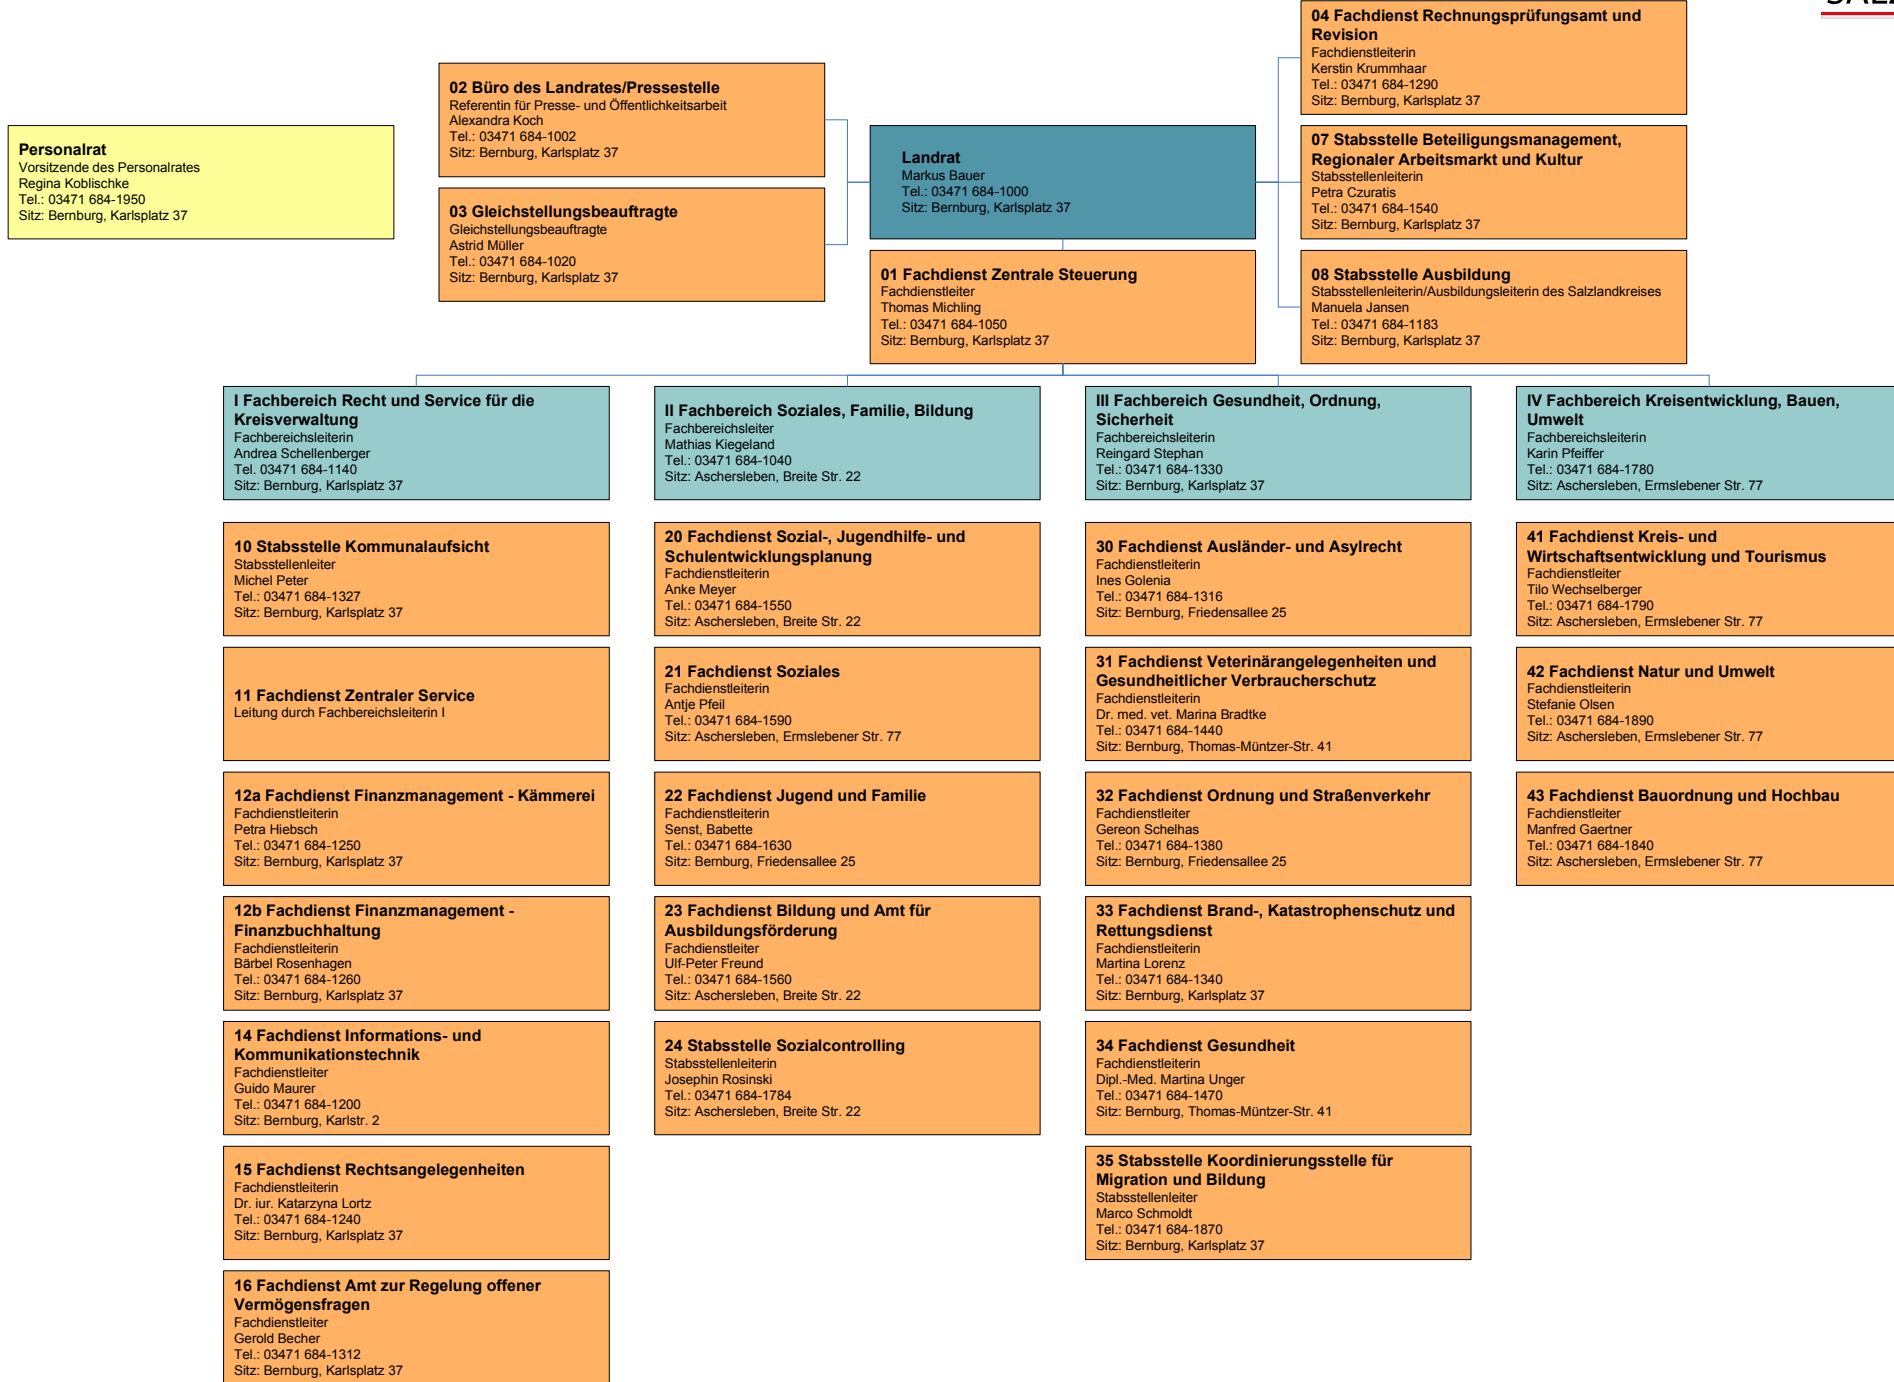 04 Fachdienst Rechnungsprüfungsamt und
Revision
Fachdienstleiterin
Kerstin Krummhaar
Tel.: 03471 684-1290
Sitz: Bernburg, Karlsplatz 37
02 Büro des Landrates/Pressestelle
Referentin für Presse- und Öffentlichkeitsarbeit
Alexandra Koch
Tel.: 03471 684-1002
Sitz: Bernburg, Karlsplatz 37
Personalrat
Vorsitzende des Personalrates
Regina Koblischke
Tel.: 03471 684-1950
Sitz: Bernburg, Karlsplatz 37
Landrat
Markus Bauer
Tel.: 03471 684-1000
Sitz: Bernburg, Karlsplatz 37
07 Stabsstelle Beteiligungsmanagement,
Regionaler Arbeitsmarkt und Kultur
Stabsstellenleiterin
Petra Czuratis
Tel.: 03471 684-1540
Sitz: Bernburg, Karlsplatz 37
03 Gleichstellungsbeauftragte
Gleichstellungsbeauftragte
Astrid Müller
Tel.: 03471 684-1020
Sitz: Bernburg, Karlsplatz 37
01 Fachdienst Zentrale Steuerung
Fachdienstleiter
Thomas Michling
Tel.: 03471 684-1050
Sitz: Bernburg, Karlsplatz 37
08 Stabsstelle Ausbildung
Stabsstellenleiterin/Ausbildungsleiterin des Salzlandkreises
Manuela Jansen
Tel.: 03471 684-1183
Sitz: Bernburg, Karlsplatz 37
I Fachbereich Recht und Service für die
Kreisverwaltung
Fachbereichsleiterin
Andrea Schellenberger
Tel. 03471 684-1140
Sitz: Bernburg, Karlsplatz 37
II Fachbereich Soziales, Familie, Bildung
Fachbereichsleiter
Mathias Kiegeland
Tel.: 03471 684-1040
Sitz: Aschersleben, Breite Str. 22
III Fachbereich Gesundheit, Ordnung,
Sicherheit
Fachbereichsleiterin
Reingard Stephan
Tel.: 03471 684-1330
Sitz: Bernburg, Karlsplatz 37
IV Fachbereich Kreisentwicklung, Bauen,
Umwelt
Fachbereichsleiterin
Karin Pfeiffer
Tel.: 03471 684-1780
Sitz: Aschersleben, Ermslebener Str. 77
10 Stabsstelle Kommunalaufsicht
Stabsstellenleiter
Michel Peter
Tel.: 03471 684-1327
Sitz: Bernburg, Karlsplatz 37
20 Fachdienst Sozial-, Jugendhilfe- und
Schulentwicklungsplanung
Fachdienstleiterin
Anke Meyer
Tel.: 03471 684-1550
Sitz: Aschersleben, Breite Str. 22
30 Fachdienst Ausländer- und Asylrecht
Fachdienstleiterin
Ines Golenia
Tel.: 03471 684-1316
Sitz: Bernburg, Friedensallee 25
41 Fachdienst Kreis- und
Wirtschaftsentwicklung und Tourismus
Fachdienstleiter
Tilo Wechselberger
Tel.: 03471 684-1790
Sitz: Aschersleben, Ermslebener Str. 77
11 Fachdienst Zentraler Service
Leitung durch Fachbereichsleiterin I
21 Fachdienst Soziales
Fachdienstleiterin
Antje Pfeil
Tel.: 03471 684-1590
Sitz: Aschersleben, Ermslebener Str. 77
31 Fachdienst Veterinärangelegenheiten und
Gesundheitlicher Verbraucherschutz
Fachdienstleiterin
Dr. med. vet. Marina Bradtke
Tel.: 03471 684-1440
Sitz: Bernburg, Thomas-Müntzer-Str. 41
42 Fachdienst Natur und Umwelt
Fachdienstleiterin
Stefanie Olsen
Tel.: 03471 684-1890
Sitz: Aschersleben, Ermslebener Str. 77
12a Fachdienst Finanzmanagement - Kämmerei
Fachdienstleiterin
Petra Hiebsch
Tel.: 03471 684-1250
Sitz: Bernburg, Karlsplatz 37
22 Fachdienst Jugend und Familie
Fachdienstleiterin
Senst, Babette
Tel.: 03471 684-1630
Sitz: Bernburg, Friedensallee 25
32 Fachdienst Ordnung und Straßenverkehr
Fachdienstleiter
Gereon Schelhas
Tel.: 03471 684-1380
Sitz: Bernburg, Friedensallee 25
43 Fachdienst Bauordnung und Hochbau
Fachdienstleiter
Manfred Gaertner
Tel.: 03471 684-1840
Sitz: Aschersleben, Ermslebener Str. 77
12b Fachdienst Finanzmanagement -
Finanzbuchhaltung
Fachdienstleiterin
Bärbel Rosenhagen
Tel.: 03471 684-1260
Sitz: Bernburg, Karlsplatz 37
23 Fachdienst Bildung und Amt für
Ausbildungsförderung
Fachdienstleiter
Ulf-Peter Freund
Tel.: 03471 684-1560
Sitz: Aschersleben, Breite Str. 22
33 Fachdienst Brand-, Katastrophenschutz und
Rettungsdienst
Fachdienstleiterin
Martina Lorenz
Tel.: 03471 684-1340
Sitz: Bernburg, Karlsplatz 37
14 Fachdienst Informations- und
Kommunikationstechnik
Fachdienstleiter
Guido Maurer
Tel.: 03471 684-1200
Sitz: Bernburg, Karlstr. 2
24 Stabsstelle Sozialcontrolling
Stabsstellenleiterin
Josephin Rosinski
Tel.: 03471 684-1784
Sitz: Aschersleben, Breite Str. 22
34 Fachdienst Gesundheit
Fachdienstleiterin
Dipl.-Med. Martina Unger
Tel.: 03471 684-1470
Sitz: Bernburg, Thomas-Müntzer-Str. 41
15 Fachdienst Rechtsangelegenheiten
Fachdienstleiterin
Dr. iur. Katarzyna Lortz
Tel.: 03471 684-1240
Sitz: Bernburg, Karlsplatz 37
35 Stabsstelle Koordinierungsstelle für
Migration und Bildung
Stabsstellenleiter
Marco Schmoldt
Tel.: 03471 684-1870
Sitz: Bernburg, Karlsplatz 37
16 Fachdienst Amt zur Regelung offener
Vermögensfragen
Fachdienstleiter
Gerold Becher
Tel.: 03471 684-1312
Sitz: Bernburg, Karlsplatz 37